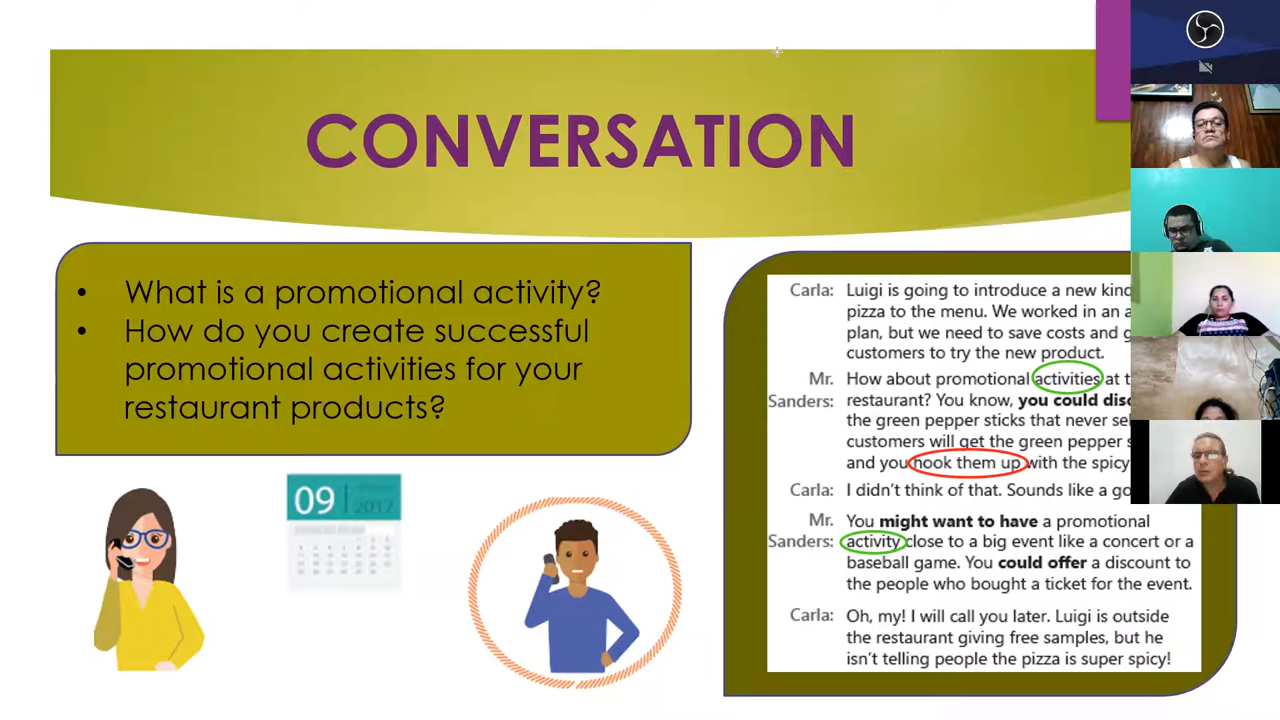 CONVERSATION
• What is a promotional activity?
• How do you create successful
promotional activities for your
restaurant products?
09
2017
Carla: Luigi is going to introduce a new
pizza to the menu. We worked in an
plan, but we need to save costs and
customers to try the new product.
Mr. How about promotional activities at
Sanders: restaurant? You know, you could
the green pepper sticks that never
customers will get the green pepper
and you hook them up with the spicy
Carla: I didn't think of that. Sounds like a
Mr. You might want to have a promotional
Sanders: activity close to a big event like a concert or a
baseball game. You could offer a discount to
the people who bought a ticket for the event.
Carla: Oh, my! I will call you later. Luigi is outside
the restaurant giving free samples, but he
isn't telling people the pizza is super spicy!